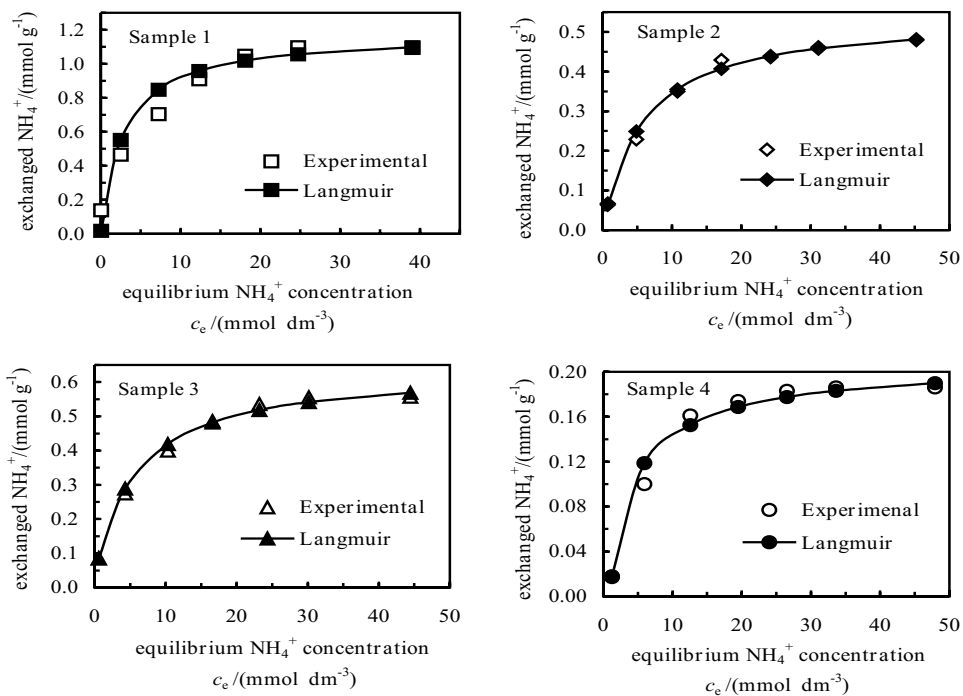 Sample 1
exchanged NH₄⁺/(mmol g⁻¹)
1.2
1.0
0.8
0.6
0.4
0.2
0.0
Experimental
Langmuir
0 10 20 30 40
equilibrium NH₄⁺ concentration
cₑ /(mmol dm⁻³)
Sample 2
exchanged NH₄⁺/(mmol g⁻¹)
0.5
0.4
0.3
0.2
0.1
0.0
Experimental
Langmuir
0 10 20 30 40 50
equilibrium NH₄⁺ concentration
cₑ /(mmol dm⁻³)
Sample 3
exchanged NH₄⁺/(mmol g⁻¹)
0.6
0.5
0.4
0.3
0.2
0.1
0.0
Experimental
Langmuir
0 10 20 30 40 50
equilibrium NH₄⁺ concentration
cₑ /(mmol dm⁻³)
Sample 4
exchanged NH₄⁺/(mmol g⁻¹)
0.20
0.16
0.12
0.08
0.04
0.00
Experimenal
Langmuir
0 10 20 30 40 50
equilibrium NH₄⁺ concentration
cₑ /(mmol dm⁻³)